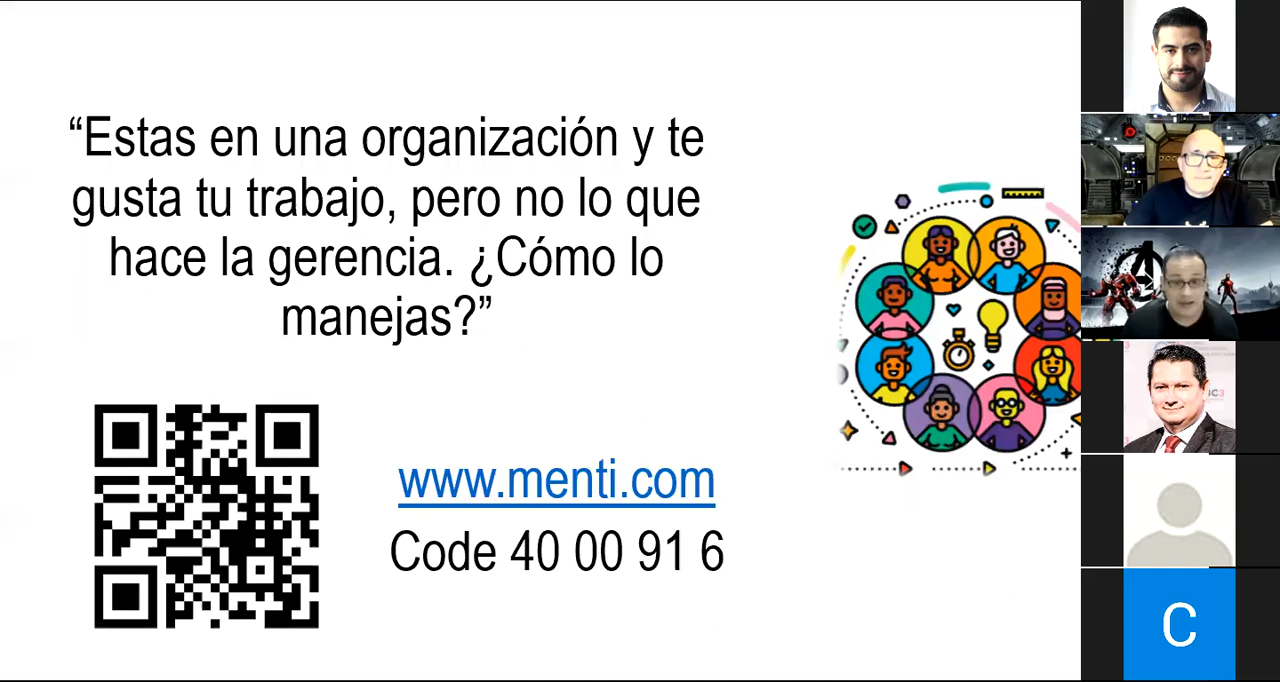 “Estas en una organización y te
gusta tu trabajo, pero no lo que
hace la gerencia. ¿Cómo lo
manejas?”
www.menti.com
Code 40 00 91 6
C